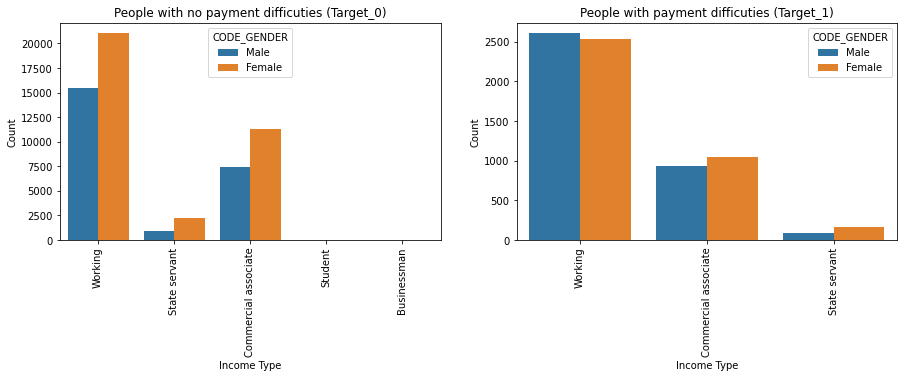 People with no payment difficuties (Target_0)
CODE_GENDER
Male
Female
Count
20000
17500
15000
12500
10000
7500
5000
2500
0
Working
State servant
Commercial associate
Student
Businessman
Income Type
People with payment difficuties (Target_1)
CODE_GENDER
Male
Female
Count
2500
2000
1500
1000
500
0
Working
Commercial associate
State servant
Income Type